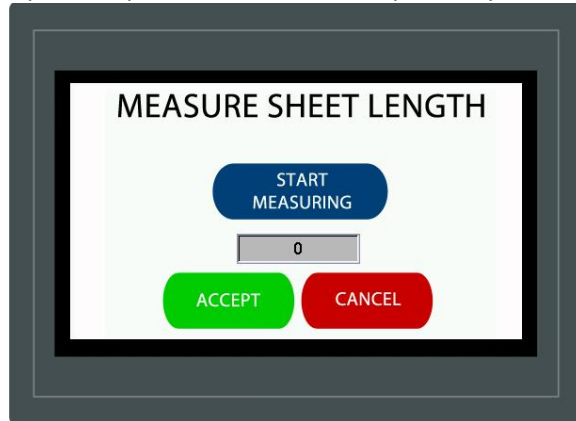 MEASURE SHEET LENGTH
START
MEASURING
0
ACCEPT
CANCEL